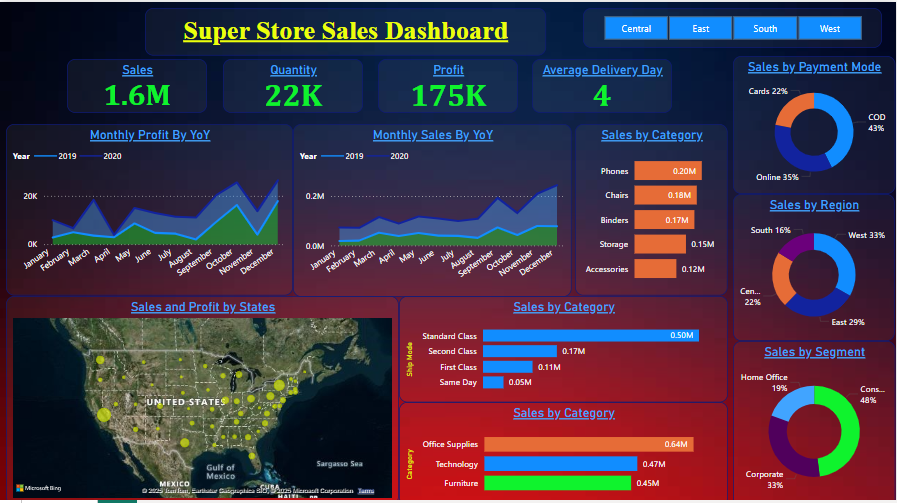 Super Store Sales Dashboard
Central East South West
Sales
1.6M
Quantity
22K
Profit
175K
Average Delivery Day
4
Sales by Payment Mode
Cards 22%
COD
43%
Online 35%
Monthly Profit By YoY
Year 2019 2020
20K
0K
January
February
March
April
May
June
July
August
September
October
November
December
Monthly Sales By YoY
Year 2019 2020
0.2M
0.0M
January
February
March
April
May
June
July
August
September
October
November
December
Sales by Category
Phones 0.20M
Chairs 0.18M
Binders 0.17M
Storage 0.15M
Accessories 0.12M
Sales by Region
South 16%
West 33%
Cen...
22%
East 29%
Sales and Profit by States
UNITED STATES
MEXICO
Gulf of
Mexico
Sargasso Sea
CUBA
HAITI
Microsoft Bing
© 2025 TomTom, Earthstar Geographics SIO, © 2025 Microsoft Corporation Terms
Sales by Category
Ship Mode
Standard Class 0.50M
Second Class 0.17M
First Class 0.11M
Same Day 0.05M
Sales by Category
Category
Office Supplies 0.64M
Technology 0.47M
Furniture 0.45M
Sales by Segment
Home Office
19%
Cons...
48%
Corporate
33%